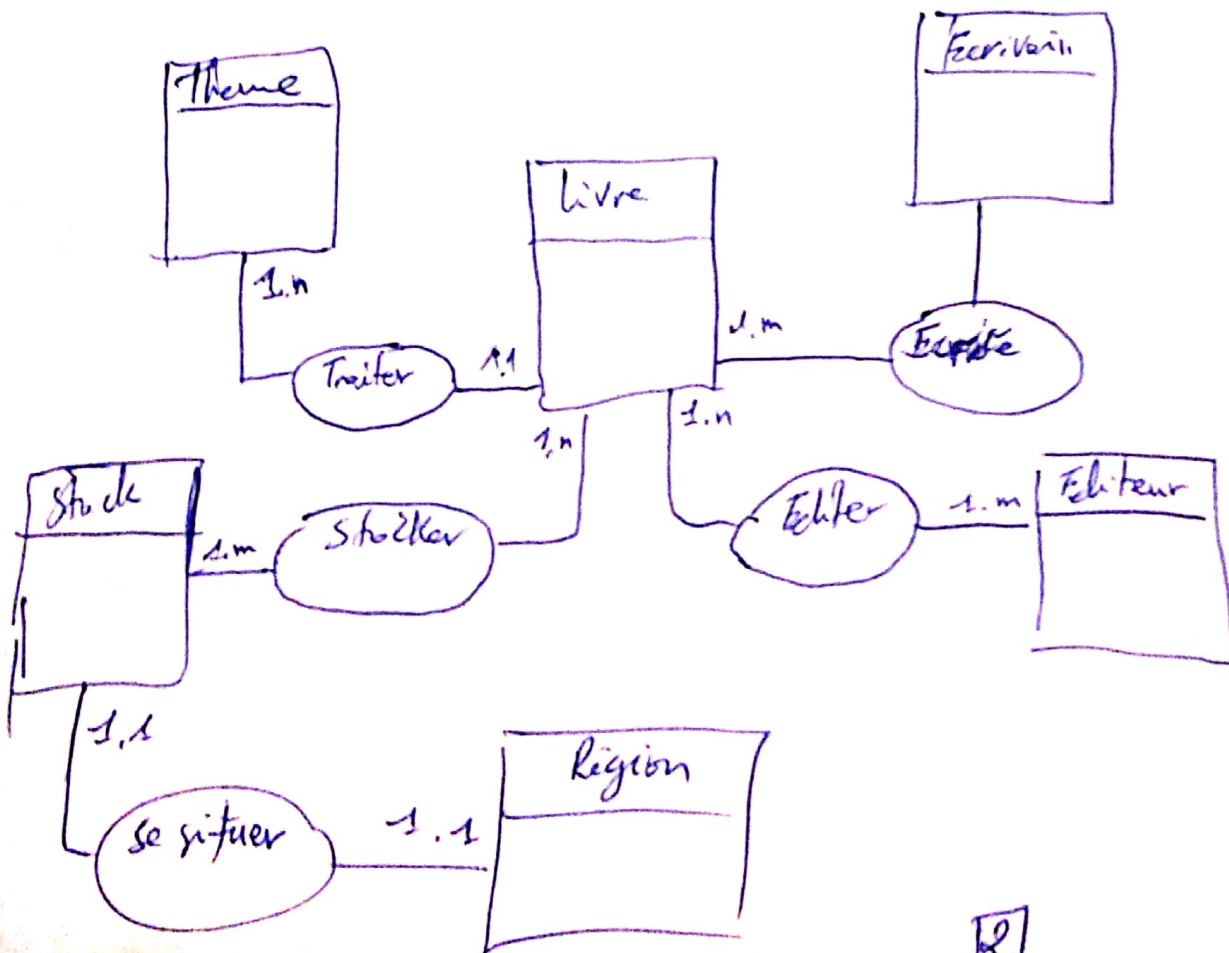 Ecrivain
Theme
Livre
1.n
1.m
Traiter
1,1
1,n
1.n
Stock
1.m
Stocker
Editer
1.m
Editeur
1,1
Région
se situer
1.1